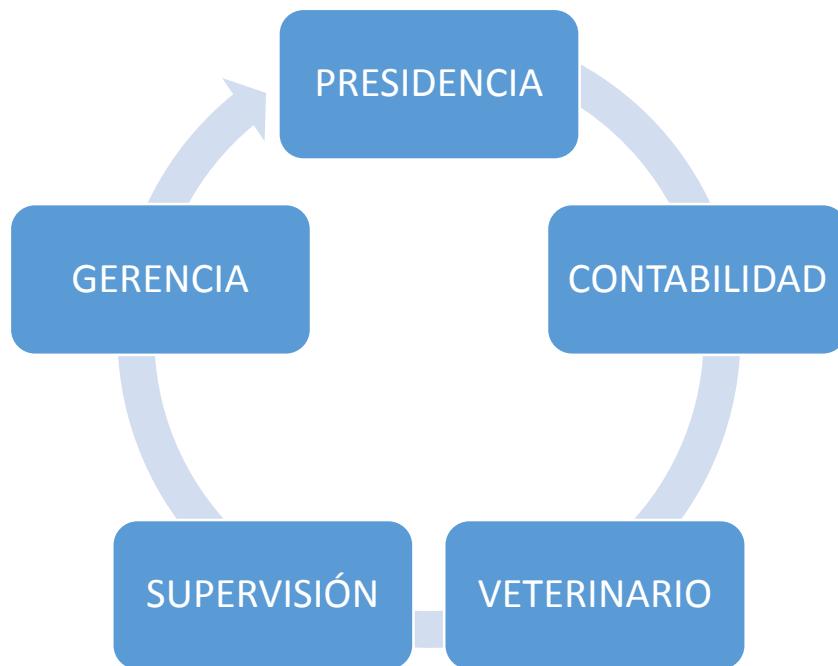 PRESIDENCIA
CONTABILIDAD
VETERINARIO
SUPERVISIÓN
GERENCIA